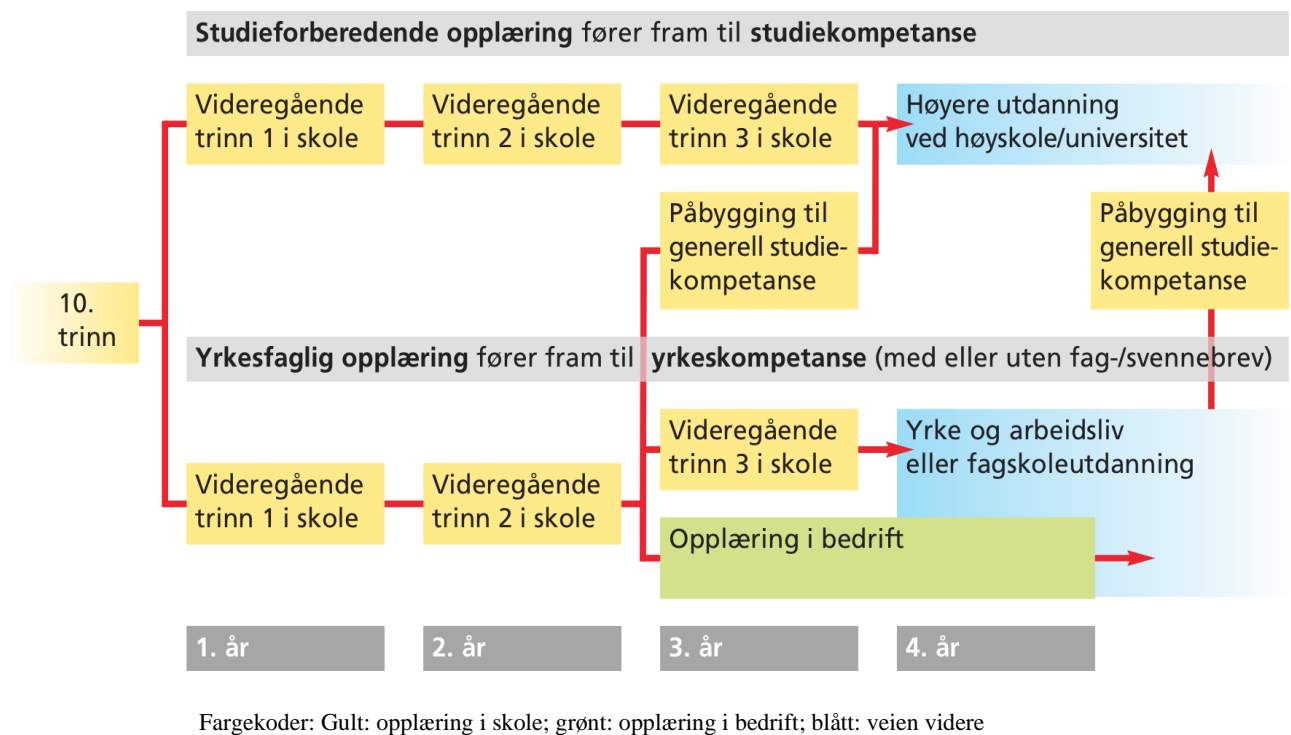 Studieforberedende opplæring fører fram til studiekompetanse
Videregående
trinn 1 i skole
Videregående
trinn 2 i skole
Videregående
trinn 3 i skole
Høyere utdanning
ved høyskole/universitet
Påbygging til
generell studie-
kompetanse
Påbygging til
generell studie-
kompetanse
10.
trinn
Yrkesfaglig opplæring fører fram til yrkeskompetanse (med eller uten fag-/svennebrev)
Videregående
trinn 1 i skole
Videregående
trinn 2 i skole
Videregående
trinn 3 i skole
Yrke og arbeidsliv
eller fagskoleutdanning
Opplæring i bedrift
1. år
2. år
3. år
4. år
Fargekoder: Gult: opplæring i skole; grønt: opplæring i bedrift; blått: veien videre